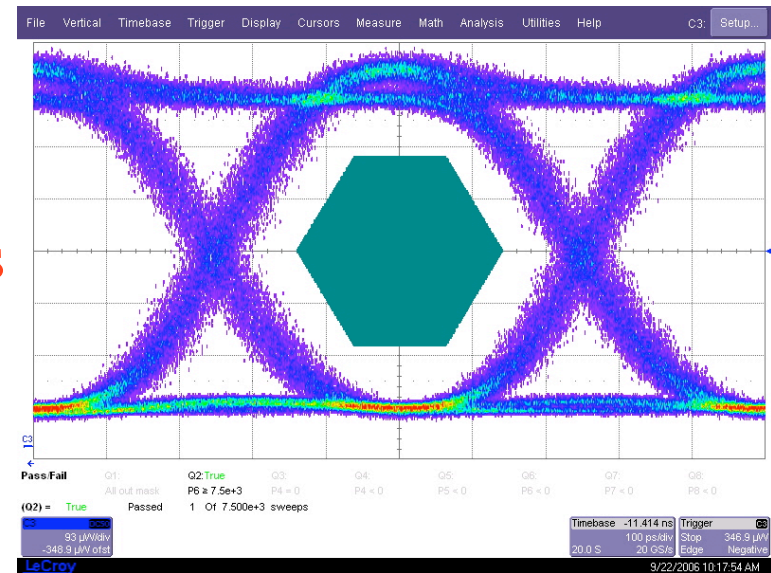 File Vertical Timebase Trigger Display Cursors Measure Math Analysis Utilities Help C3: Setup...
C3
Pass/Fail Q1: Q2:True Q3: Q4: Q5: Q6: Q7: Q8:
All out mask P6 ≥ 7.5e+3 P4 = 0 P4 < 0 P5 < 0 P6 < 0 P7 < 0 P8 < 0
(Q2) = True Passed 1 Of 7.500e+3 sweeps
C3 DC50
93 µW/div
-348.9 µW ofst
Timebase -11.414 ns Trigger C3
100 ps/div Stop 346.9 µW
20.0 S 20 GS/s Edge Negative
LeCroy 9/22/2006 10:17:54 AM